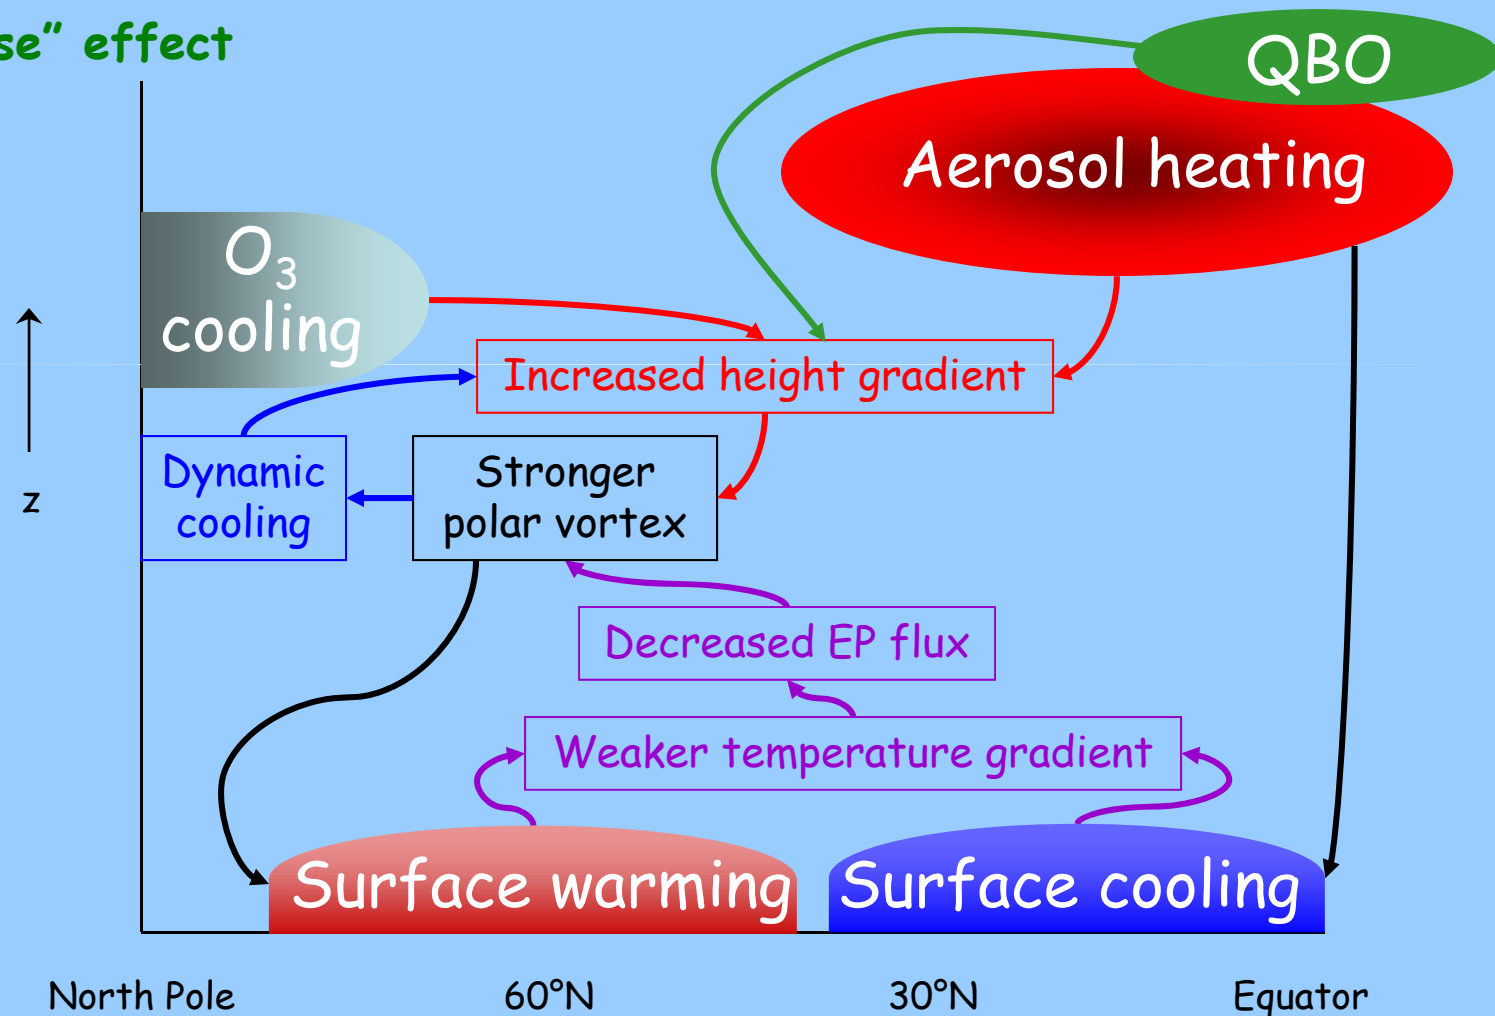 se” effect
QBO
Aerosol heating
O₃
cooling
Increased height gradient
Dynamic
cooling
Stronger
polar vortex
z
Decreased EP flux
Weaker temperature gradient
Surface warming
Surface cooling
North Pole
60°N
30°N
Equator